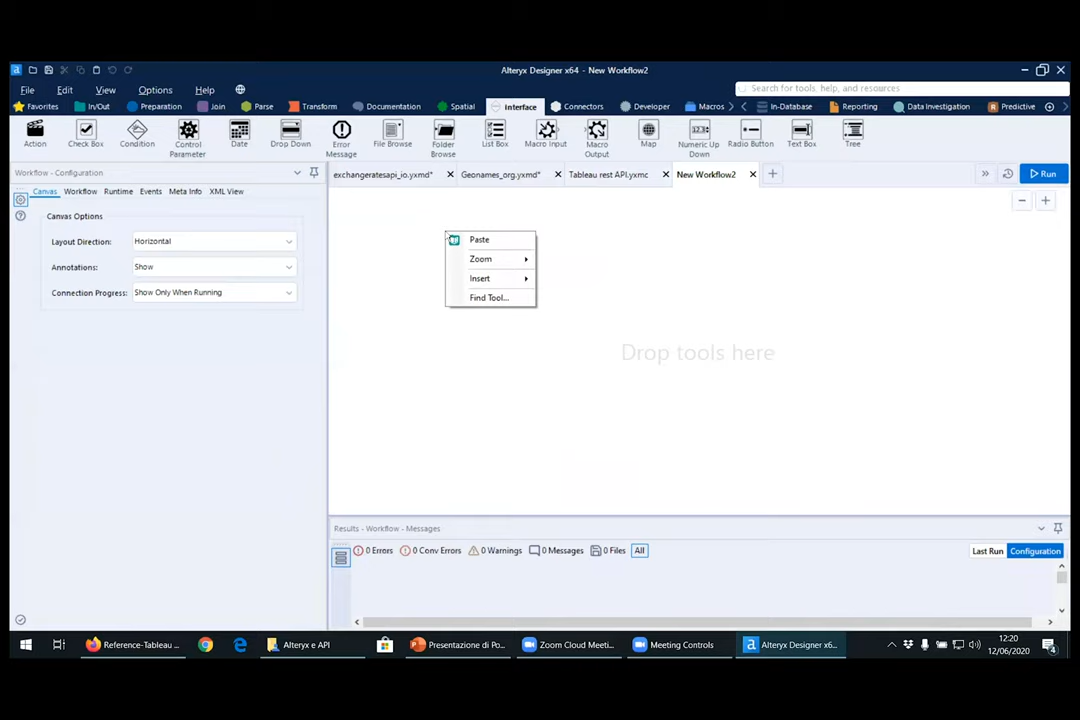 Alteryx Designer x64 - New Workflow2
File Edit View Options Help
Search for tools, help, and resources
Favorites In/Out Preparation Join Parse Transform Documentation Spatial Interface Connectors Developer Macros In-Database Reporting Data Investigation Predictive
Action Check Box Condition Control Parameter Date Drop Down Error Message File Browse Folder Browse List Box Macro Input Macro Output Map Numeric Up Down Radio Button Text Box Tree
Workflow - Configuration
exchangeratesapi_io.yxmd* Geonames_org.yxmd* Tableau rest API.yxmc New Workflow2
Run
Canvas Workflow Runtime Events Meta Info XML View
Canvas Options
Layout Direction: Horizontal
Annotations: Show
Connection Progress: Show Only When Running
Paste
Zoom
Insert
Find Tool...
Drop tools here
Results - Workflow - Messages
0 Errors 0 Conv Errors 0 Warnings 0 Messages 0 Files All
Last Run Configuration
Reference-Tableau ... Alteryx e API Presentazione di Po... Zoom Cloud Meeti... Meeting Controls Alteryx Designer x6...
12:20
12/06/2020
4